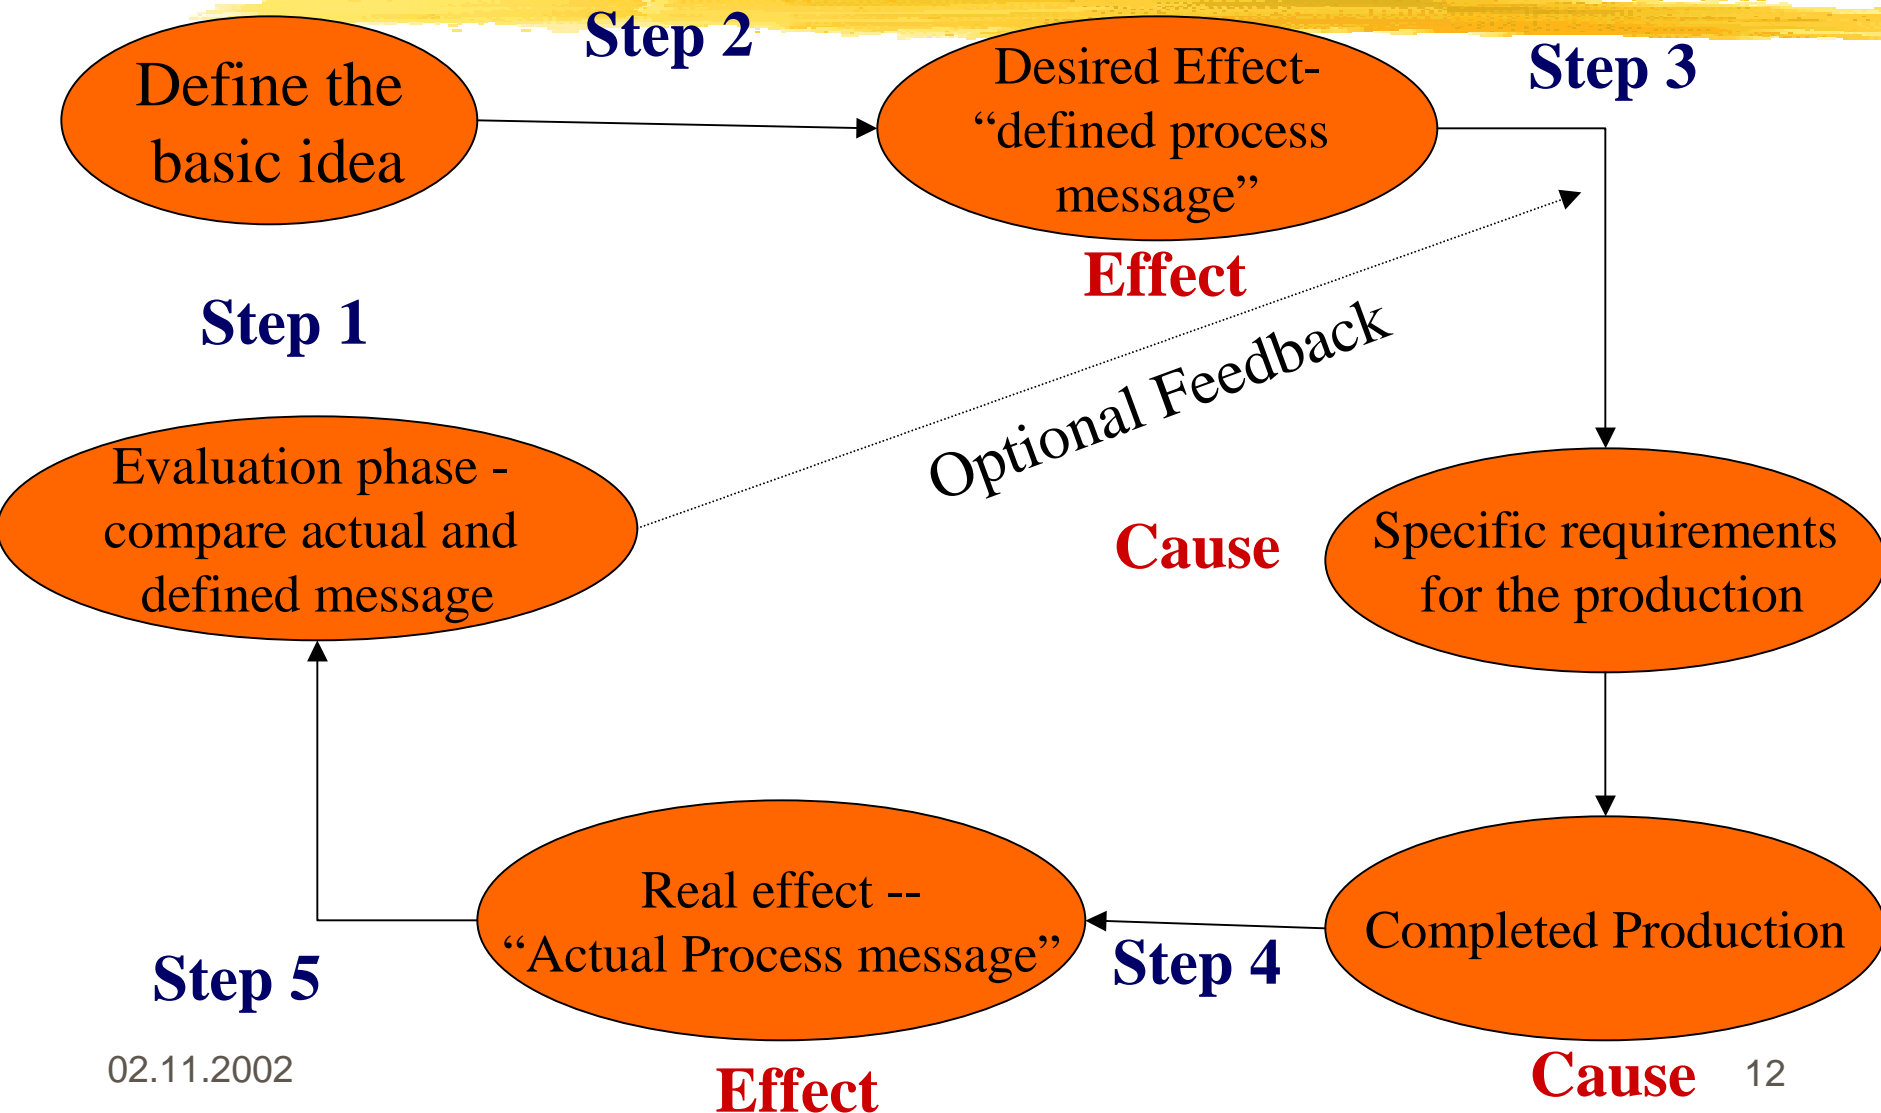 Define the
basic idea
Step 1
Step 2
Desired Effect-
“defined process
message”
Effect
Step 3
Optional Feedback
Specific requirements
for the production
Cause
Completed Production
Cause
Step 4
Real effect --
“Actual Process message”
Effect
Step 5
Evaluation phase -
compare actual and
defined message
02.11.2002
12